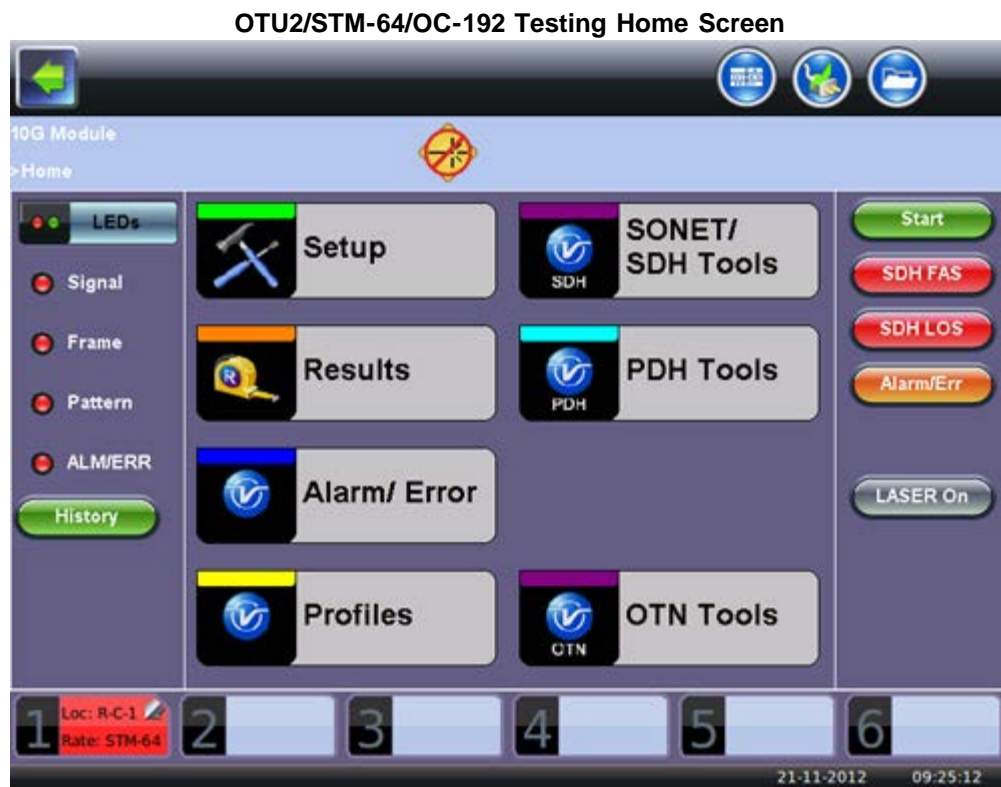 OTU2/STM-64/OC-192 Testing Home Screen
10G Module
>Home
LEDs
Signal
Frame
Pattern
ALM/ERR
History
Setup
SONET/
SDH Tools
SDH
Results
PDH Tools
PDH
R
Alarm/ Error
Profiles
OTN Tools
OTN
Start
SDH FAS
SDH LOS
Alarm/Err
LASER On
1
Loc: R-C-1
Rate: STM-64
2
3
4
5
6
21-11-2012 09:25:12